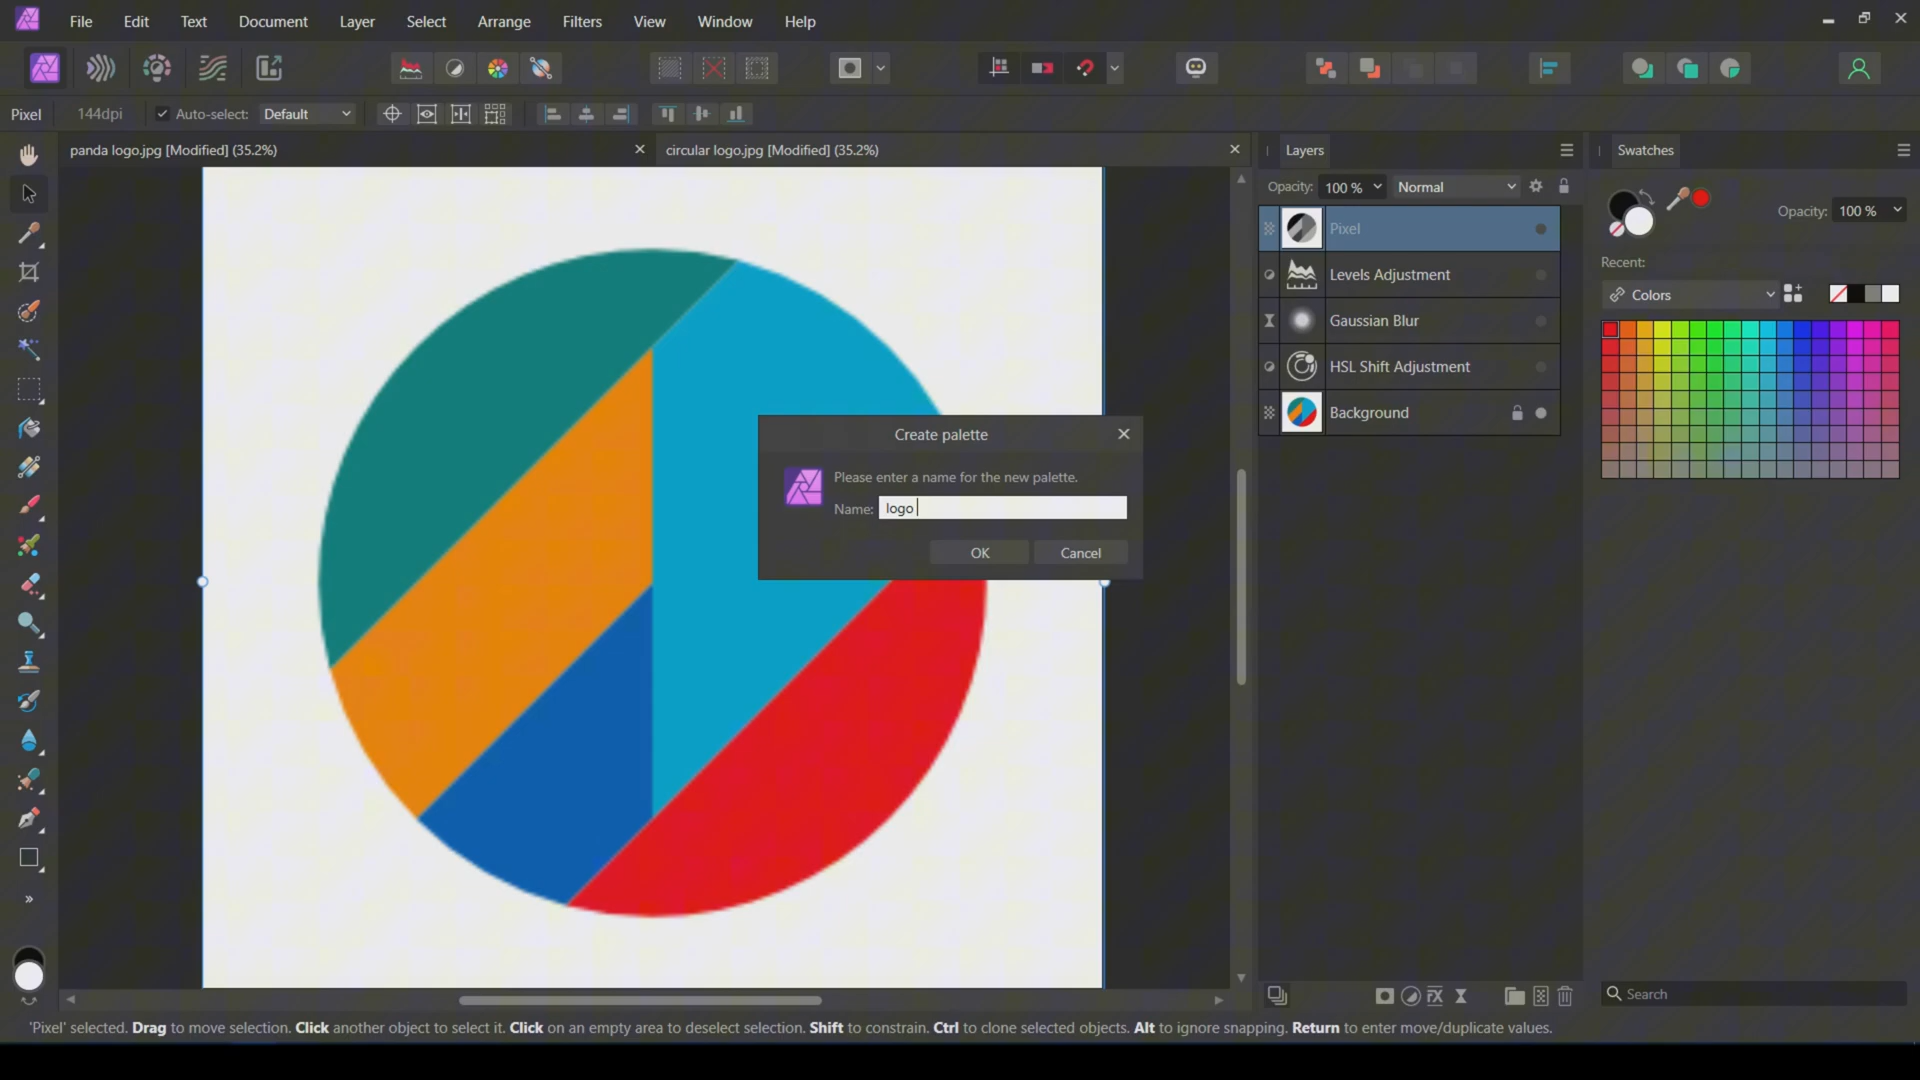 File Edit Text Document Layer Select Arrange Filters View Window Help
Pixel 144dpi Auto-select: Default
panda logo.jpg [Modified] (35.2%)
circular logo.jpg [Modified] (35.2%)
Layers
Swatches
Opacity: 100 % Normal
Opacity: 100 %
Pixel
Levels Adjustment
Gaussian Blur
HSL Shift Adjustment
Background
Recent:
Colors
Create palette
Please enter a name for the new palette.
Name: logo
OK Cancel
Search
'Pixel' selected. Drag to move selection. Click another object to select it. Click on an empty area to deselect selection. Shift to constrain. Ctrl to clone selected objects. Alt to ignore snapping. Return to enter move/duplicate values.